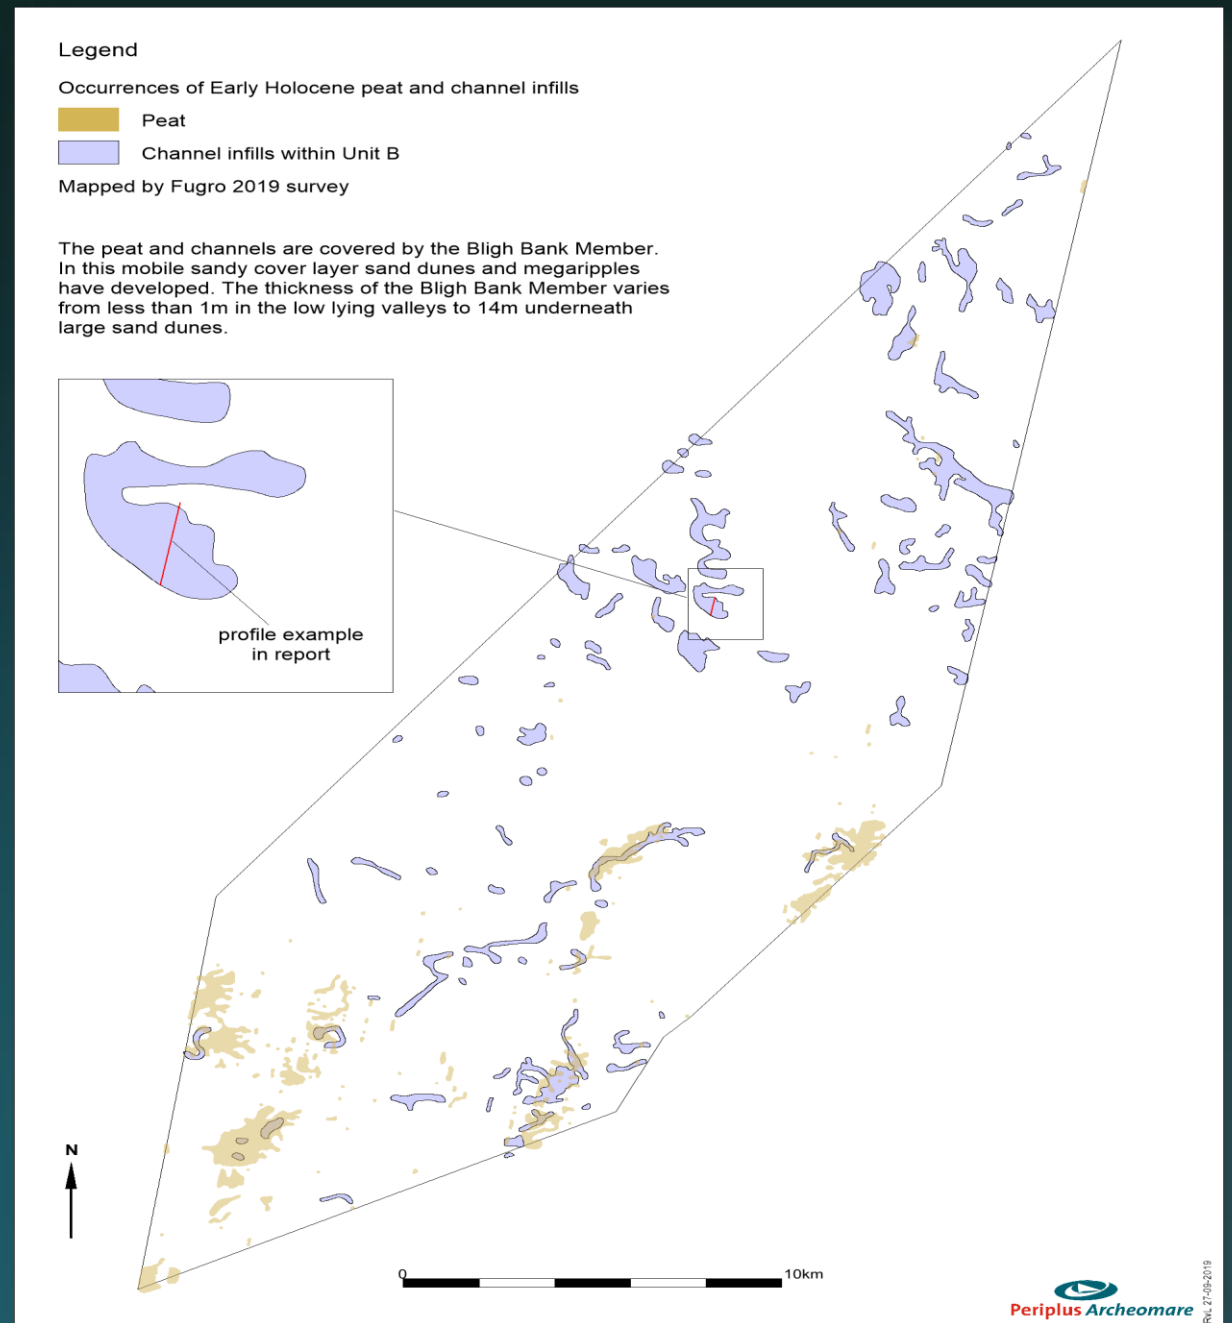 Legend
Occurrences of Early Holocene peat and channel infills
Peat
Channel infills within Unit B
Mapped by Fugro 2019 survey
The peat and channels are covered by the Bligh Bank Member.
In this mobile sandy cover layer sand dunes and megaripples
have developed. The thickness of the Bligh Bank Member varies
from less than 1m in the low lying valleys to 14m underneath
large sand dunes.
profile example
in report
N
0
10km
Periplus Archeomare
RvL 27-09-2019